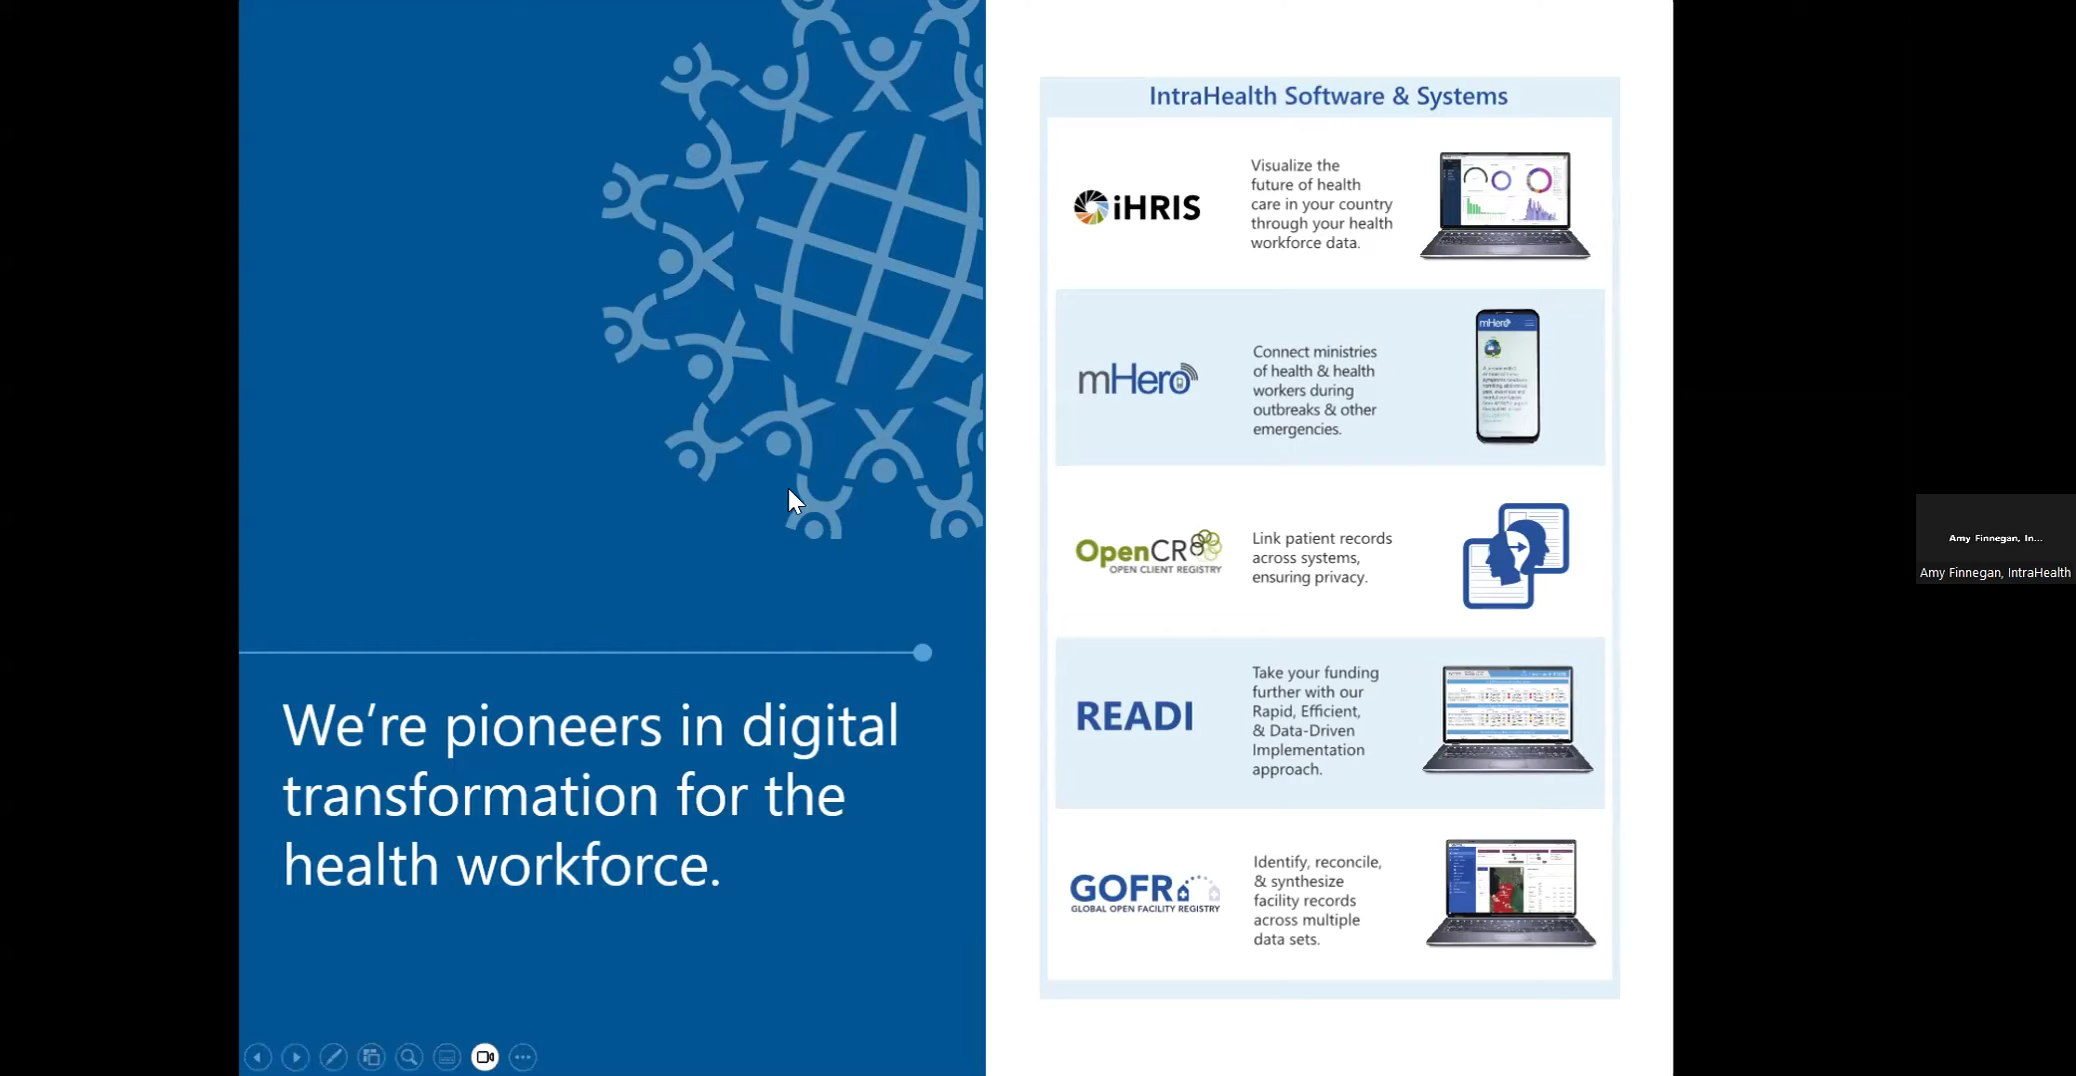 We’re pioneers in digital
transformation for the
health workforce.
IntraHealth Software & Systems
iHRIS
Visualize the
future of health
care in your country
through your health
workforce data.
mHero
Connect ministries
of health & health
workers during
outbreaks & other
emergencies.
mHero
OpenCR
OPEN CLIENT REGISTRY
Link patient records
across systems,
ensuring privacy.
READI
Take your funding
further with our
Rapid, Efficient,
& Data-Driven
Implementation
approach.
GOFR
GLOBAL OPEN FACILITY REGISTRY
Identify, reconcile,
& synthesize
facility records
across multiple
data sets.
Amy Finnegan, In...
Amy Finnegan, IntraHealth